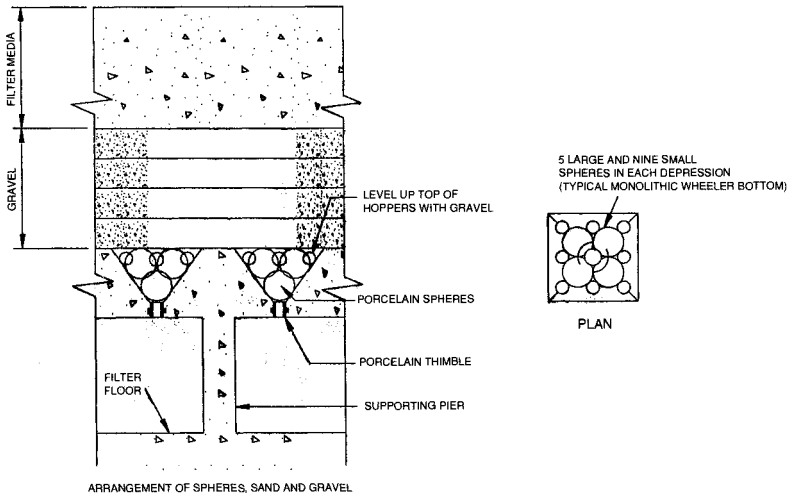 FILTER MEDIA
GRAVEL
LEVEL UP TOP OF
HOPPERS WITH GRAVEL
PORCELAIN SPHERES
PORCELAIN THIMBLE
FILTER
FLOOR
SUPPORTING PIER
ARRANGEMENT OF SPHERES, SAND AND GRAVEL
5 LARGE AND NINE SMALL
SPHERES IN EACH DEPRESSION
(TYPICAL MONOLITHIC WHEELER BOTTOM)
PLAN